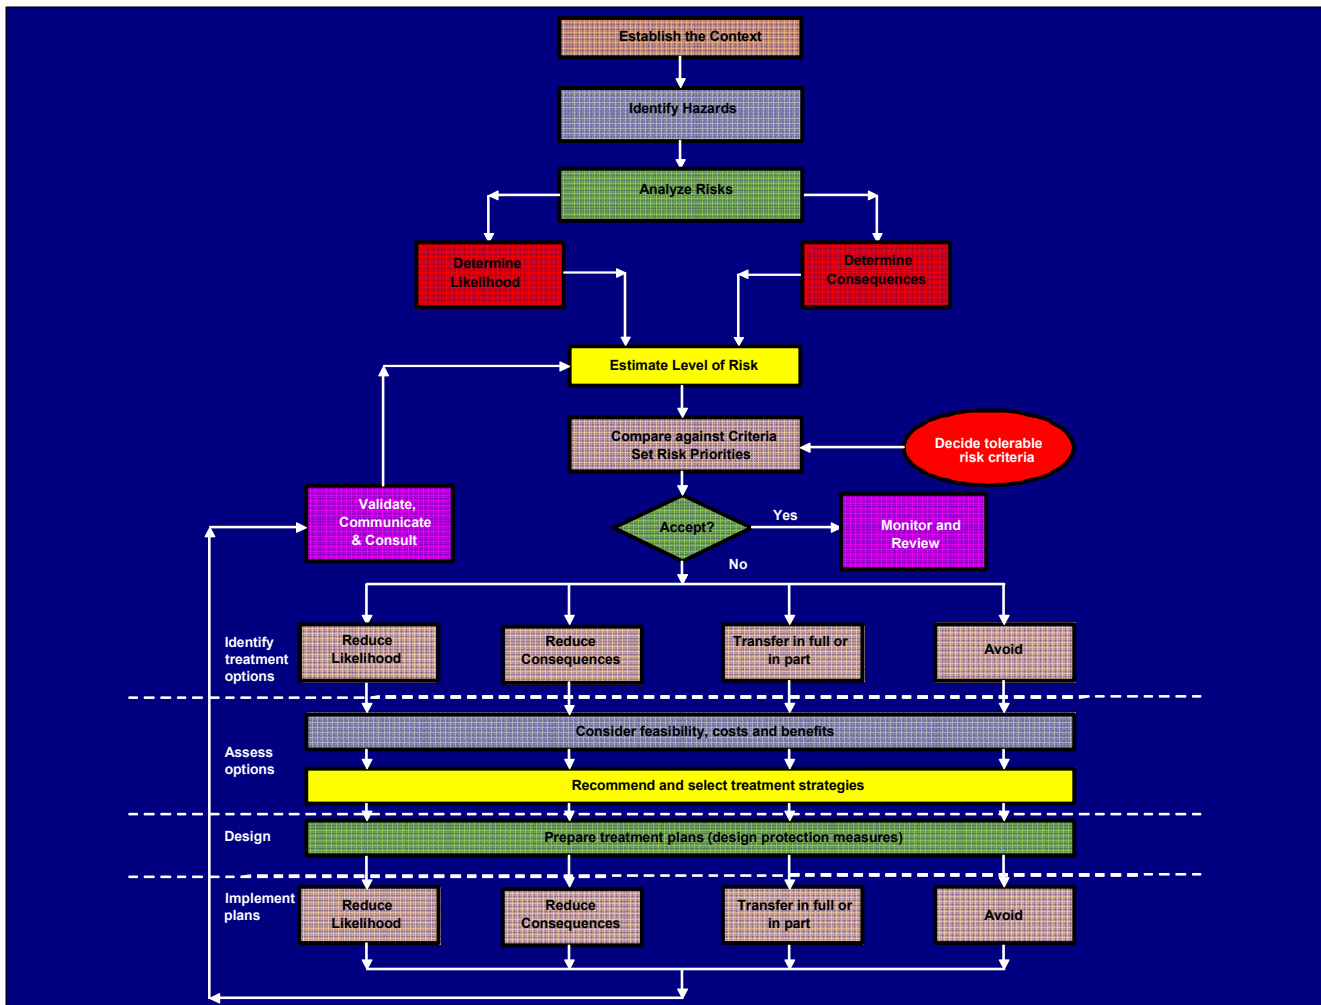 Establish the Context
Identify Hazards
Analyze Risks
Determine
Likelihood
Determine
Consequences
Estimate Level of Risk
Compare against Criteria
Set Risk Priorities
Decide tolerable
risk criteria
Validate,
Communicate
& Consult
Accept?
Yes
Monitor and
Review
No
Identify
treatment
options
Reduce
Likelihood
Reduce
Consequences
Transfer in full or
in part
Avoid
Assess
options
Consider feasibility, costs and benefits
Recommend and select treatment strategies
Design
Prepare treatment plans (design protection measures)
Implement
plans
Reduce
Likelihood
Reduce
Consequences
Transfer in full or
in part
Avoid